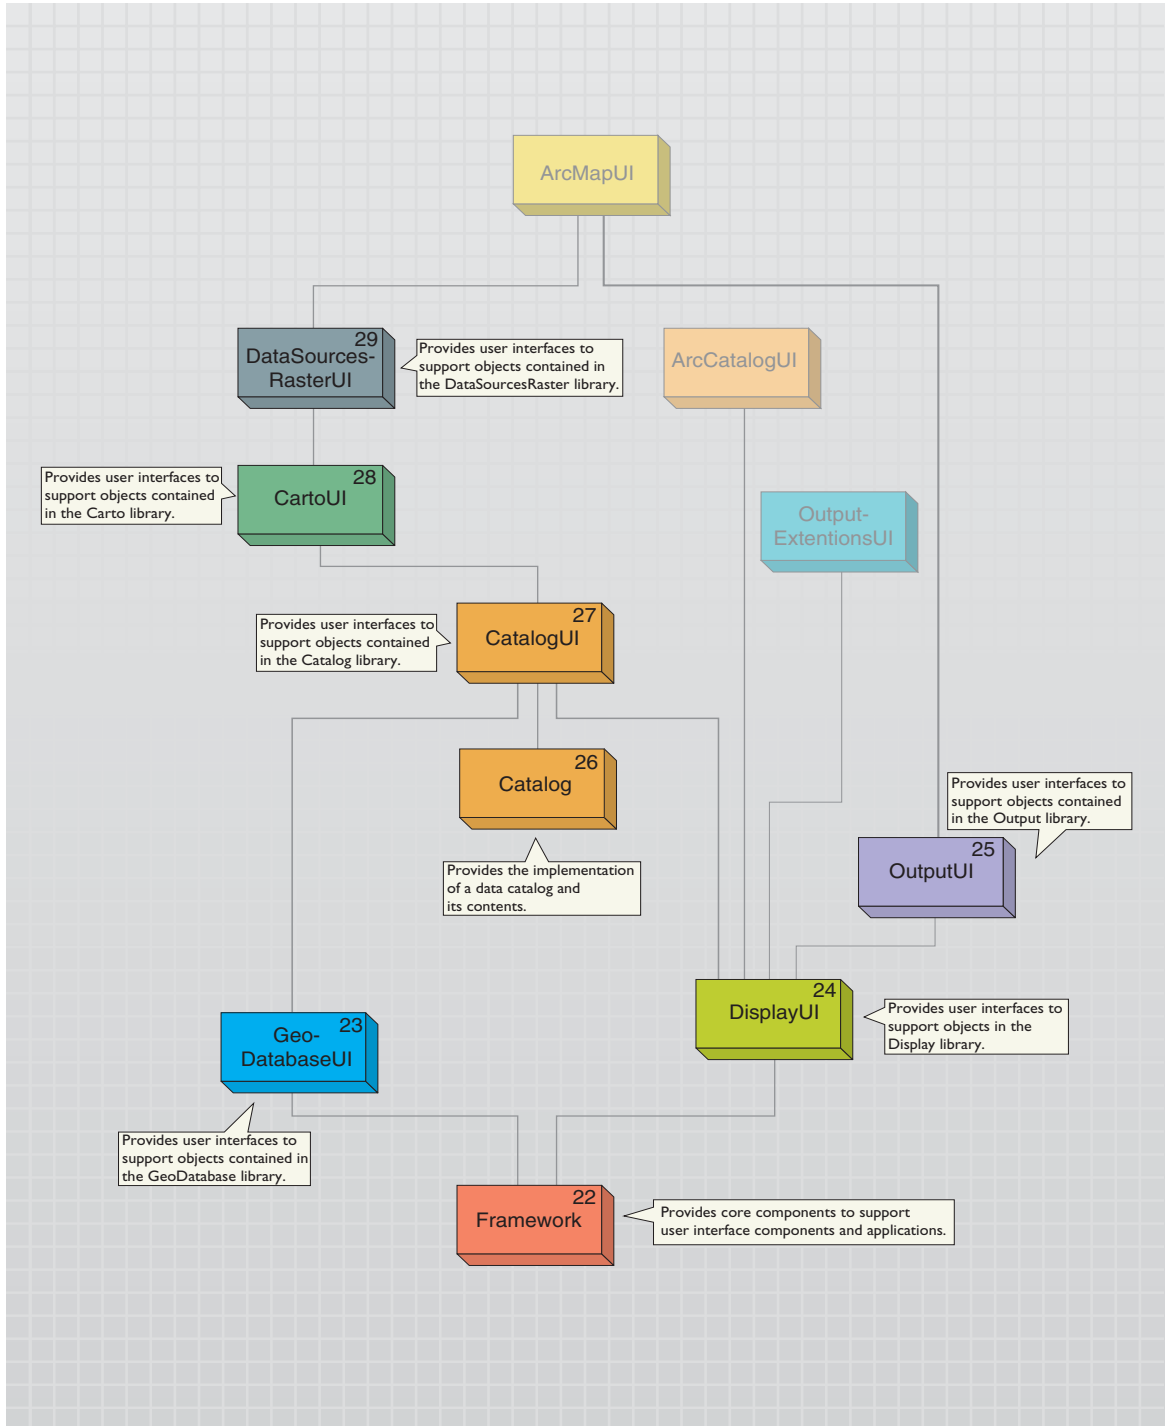 ArcMapUI
29
DataSources-
RasterUI
Provides user interfaces to
support objects contained in
the DataSourcesRaster library.
ArcCatalogUI
28
CartoUI
Provides user interfaces to
support objects contained
in the Carto library.
Output-
ExtentionsUI
27
CatalogUI
Provides user interfaces to
support objects contained
in the Catalog library.
26
Catalog
Provides the implementation
of a data catalog and
its contents.
Provides user interfaces to
support objects contained
in the Output library.
25
OutputUI
24
DisplayUI
Provides user interfaces to
support objects in the
Display library.
23
Geo-
DatabaseUI
Provides user interfaces to
support objects contained in
the GeoDatabase library.
22
Framework
Provides core components to support
user interface components and applications.